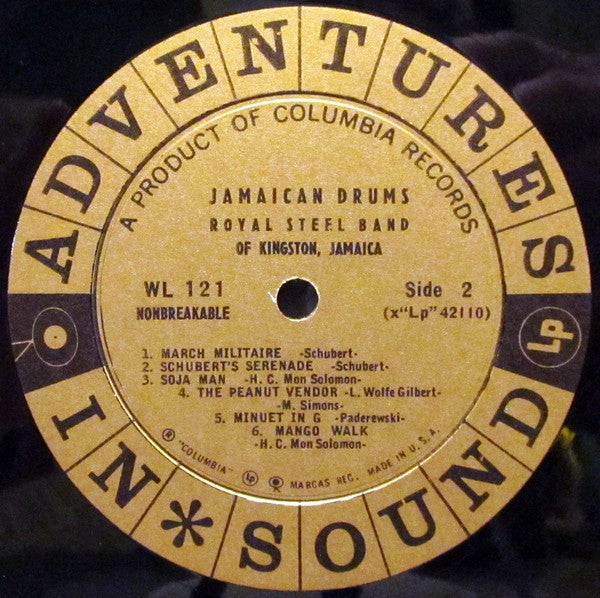 ADVENTURES
IN * SOUND
A PRODUCT OF COLUMBIA RECORDS
JAMAICAN DRUMS
ROYAL STEEL BAND
OF KINGSTON, JAMAICA
WL 121
Side 2
NONBREAKABLE
(x"Lp" 42110)
Lp
1. MARCH MILITAIRE -Schubert-
2. SCHUBERT'S SERENADE -Schubert-
3. SOJA MAN -H. C. Mon Solomon-
4. THE PEANUT VENDOR -L. Wolfe Gilbert-
-M. Simons-
5. MINUET IN G -Paderewski-
6. MANGO WALK
-H. C. Mon Solomon-
"COLUMBIA" Lp MARCAS REG. MADE IN U.S.A.